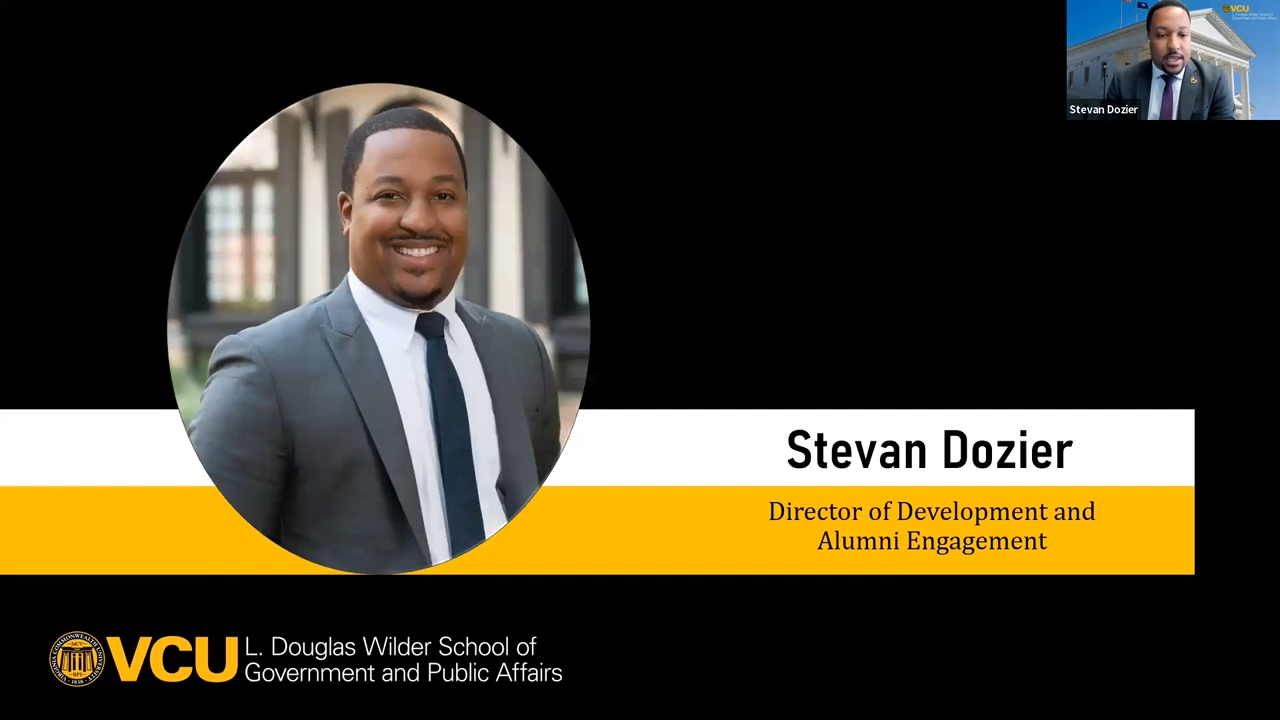 VCU
Stevan Dozier
Stevan Dozier
Director of Development and
Alumni Engagement
VCU
L. Douglas Wilder School of
Government and Public Affairs